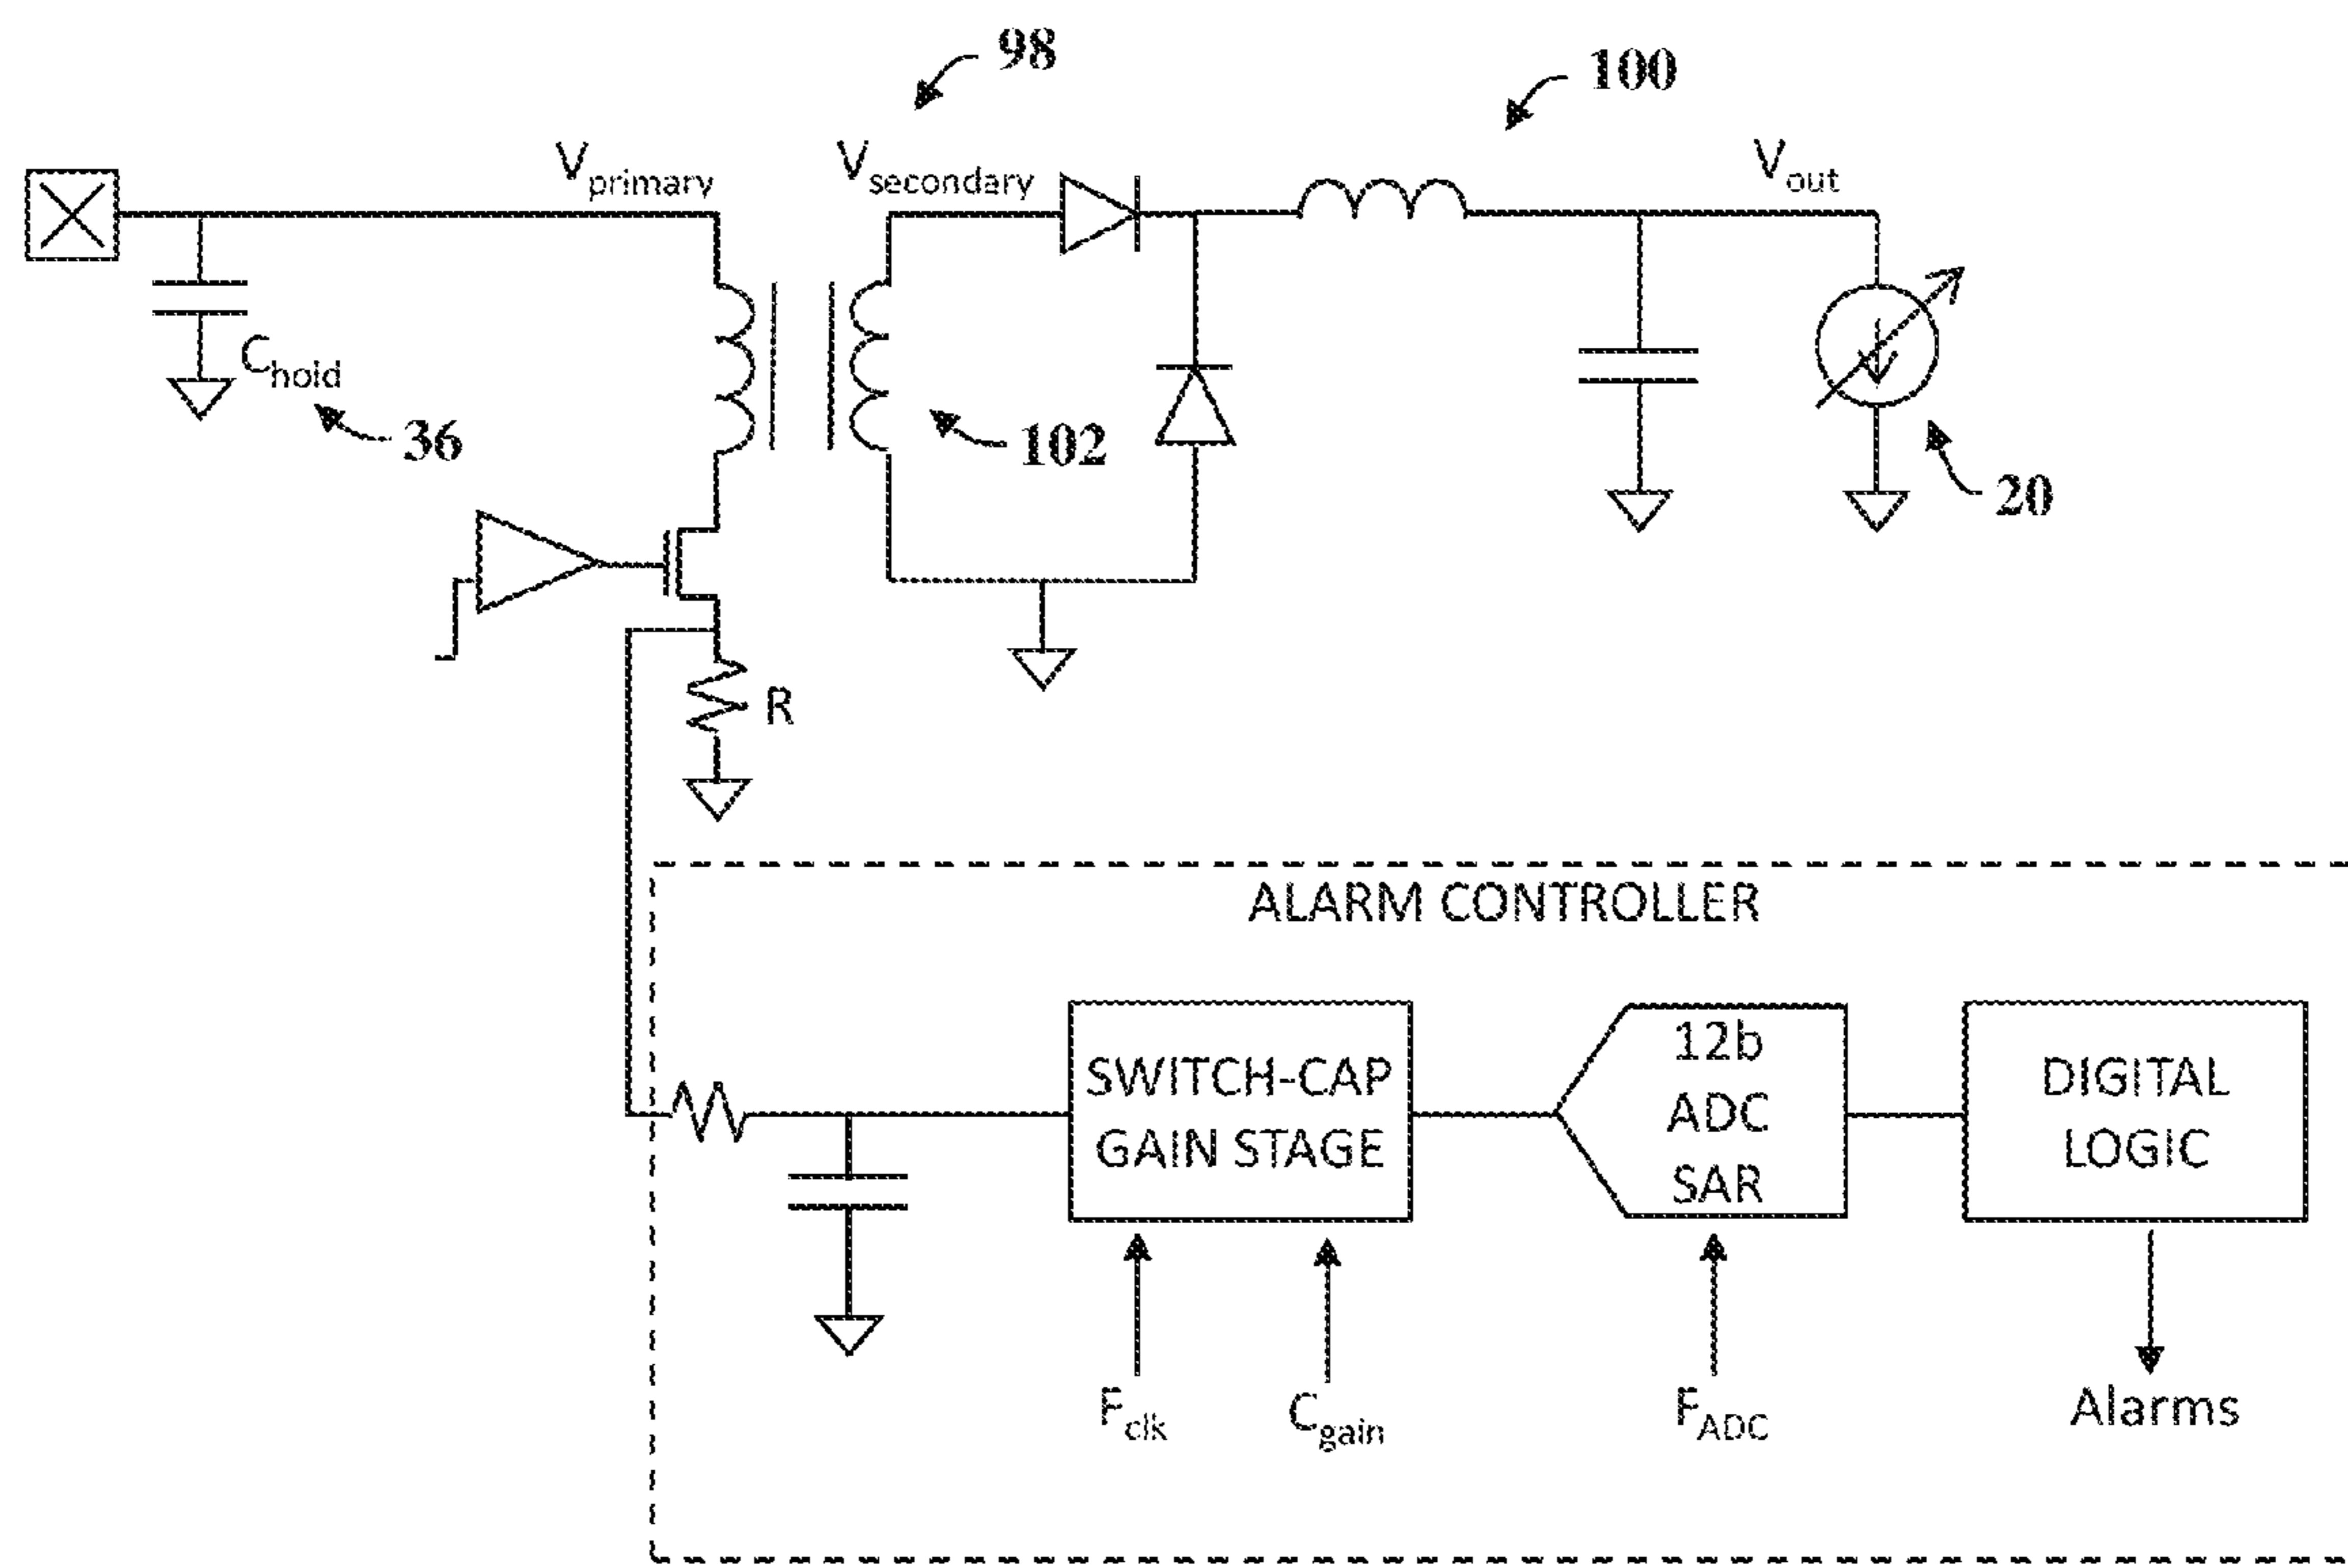 98
100
Vprimary
Vsecondary
Vout
Choid
36
102
20
R
ALARM CONTROLLER
SWITCH-CAP
GAIN STAGE
12b
ADC
SAR
DIGITAL
LOGIC
Fclk
Cgain
FADC
Alarms